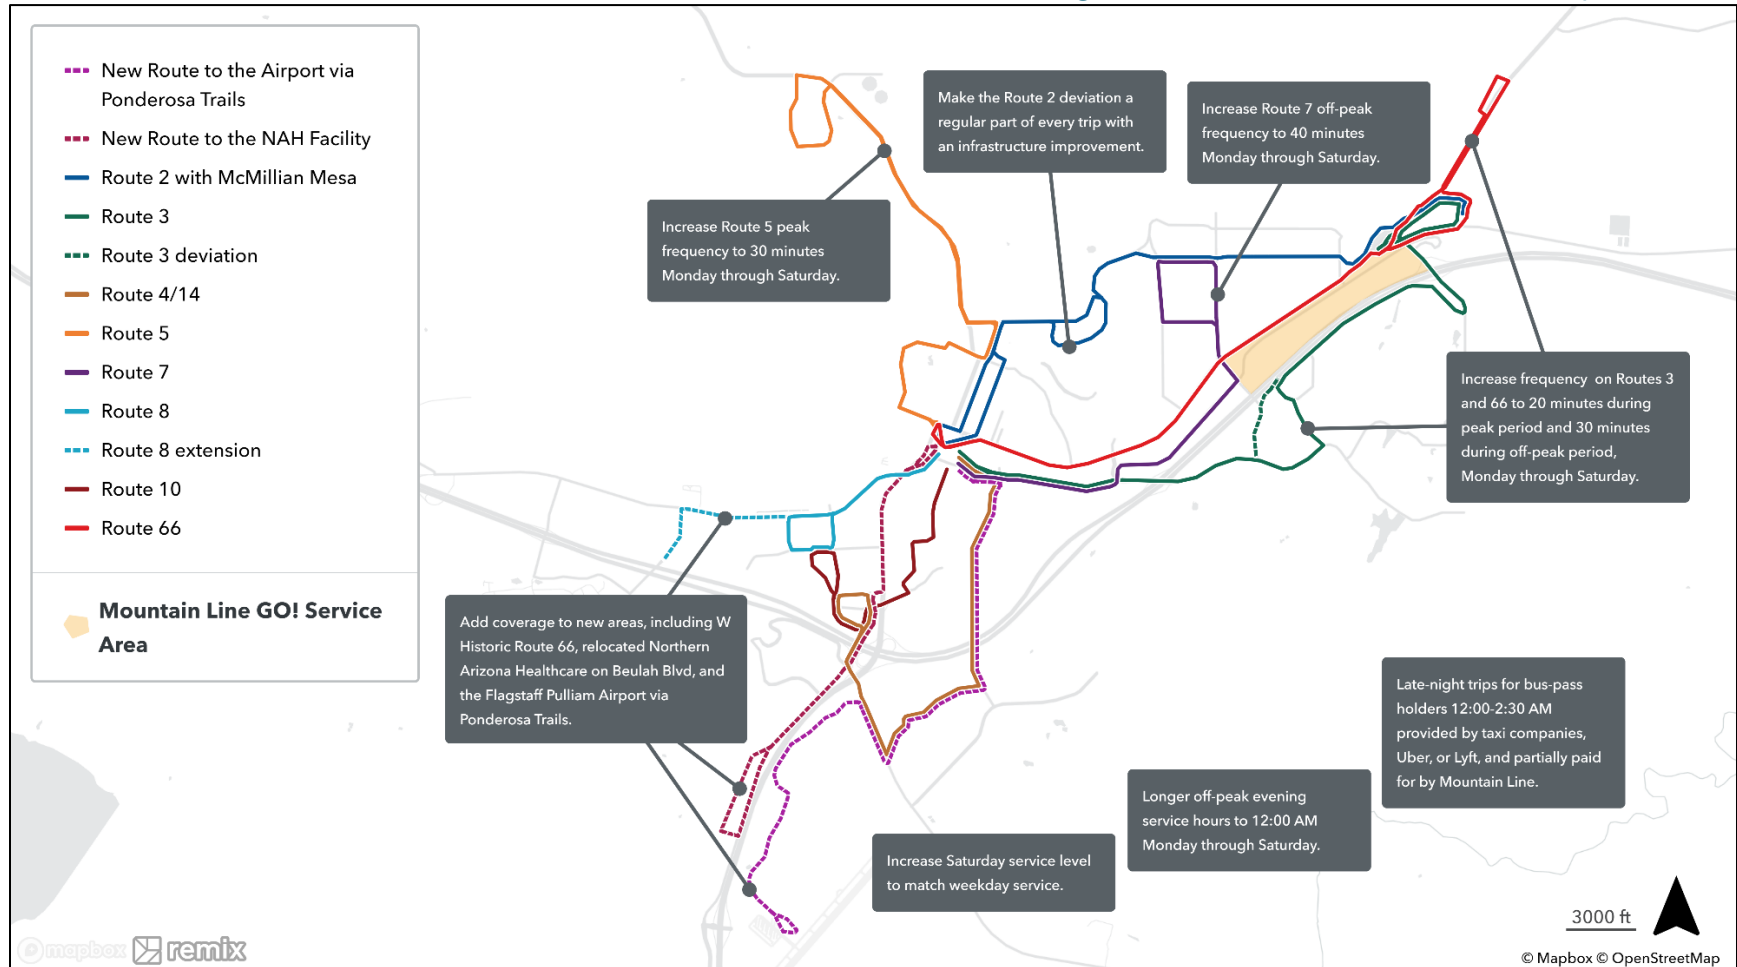 New Route to the Airport via
Ponderosa Trails
New Route to the NAH Facility
Route 2 with McMillian Mesa
Route 3
Route 3 deviation
Route 4/14
Route 5
Route 7
Route 8
Route 8 extension
Route 10
Route 66
Mountain Line GO! Service
Area
Increase Route 5 peak
frequency to 30 minutes
Monday through Saturday.
Make the Route 2 deviation a
regular part of every trip with
an infrastructure improvement.
Increase Route 7 off-peak
frequency to 40 minutes
Monday through Saturday.
Increase frequency on Routes 3
and 66 to 20 minutes during
peak period and 30 minutes
during off-peak period,
Monday through Saturday.
Add coverage to new areas, including W
Historic Route 66, relocated Northern
Arizona Healthcare on Beulah Blvd, and
the Flagstaff Pulliam Airport via
Ponderosa Trails.
Late-night trips for bus-pass
holders 12:00-2:30 AM
provided by taxi companies,
Uber, or Lyft, and partially paid
for by Mountain Line.
Longer off-peak evening
service hours to 12:00 AM
Monday through Saturday.
Increase Saturday service level
to match weekday service.
3000 ft
mapbox remix
© Mapbox © OpenStreetMap